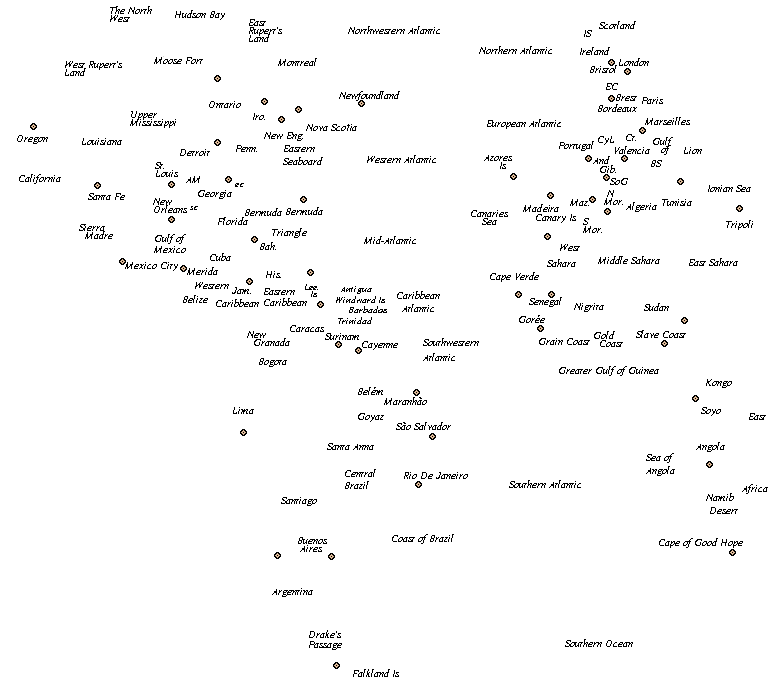 The North
West
Hudson Bay
East
Rupert's
Land
Northwestern Atlantic
Scotland
IS
Northern Atlantic
Ireland
London
Bristol
West Rupert's
Land
Moose Fort
Montreal
EC
Brest
Paris
Bordeaux
Newfoundland
Ontario
Upper
Mississippi
Iro.
Nova Scotia
European Atlantic
Marseilles
Oregon
Louisiana
New Eng.
Detroit
Penn.
Eastern
Seaboard
Western Atlantic
Portugal
CyL
Cr.
Valencia
Gulf
of
Lion
BS
Azores
Is
And
Gib.
SoG
California
St.
Louis
AM
Georgia
EC
Santa Fe
New
Orleans
SC
Florida
Bermuda
Bermuda
Triangle
Madeira
Canary Is
Maz.
N
Mor.
Algeria
Tunisia
Ionian Sea
Tripoli
Canaries
Sea
S
Mor.
Sierra
Madre
Gulf of
Mexico
Bah.
Mid-Atlantic
West
Sahara
Middle Sahara
East Sahara
Mexico City
Merida
Cuba
His.
Western
Caribbean
Jam.
Eastern
Caribbean
Lee.
Is
Antigua
Windward Is
Barbados
Trinidad
Caribbean
Atlantic
Cape Verde
Senegal
Nigrita
Sudan
Belize
Gorée
Grain Coast
Gold
Coast
Slave Coast
New
Granada
Caracas
Surinam
Cayenne
Southwestern
Atlantic
Bogota
Greater Gulf of Guinea
Belém
Maranhão
Kongo
Soyo
East
Lima
Goyaz
São Salvador
Santa Anna
Angola
Sea of
Angola
Central
Brazil
Rio De Janeiro
Southern Atlantic
Africa
Santiago
Namib
Desert
Buenos
Aires
Coast of Brazil
Cape of Good Hope
Argentina
Drake's
Passage
Southern Ocean
Falkland Is